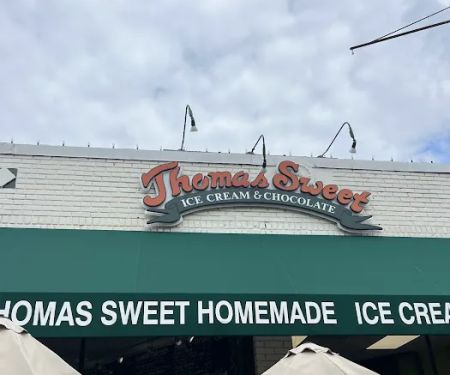 Thomas Sweet
ICE CREAM & CHOCOLATE
HOMAS SWEET HOMEMADE ICE CREA